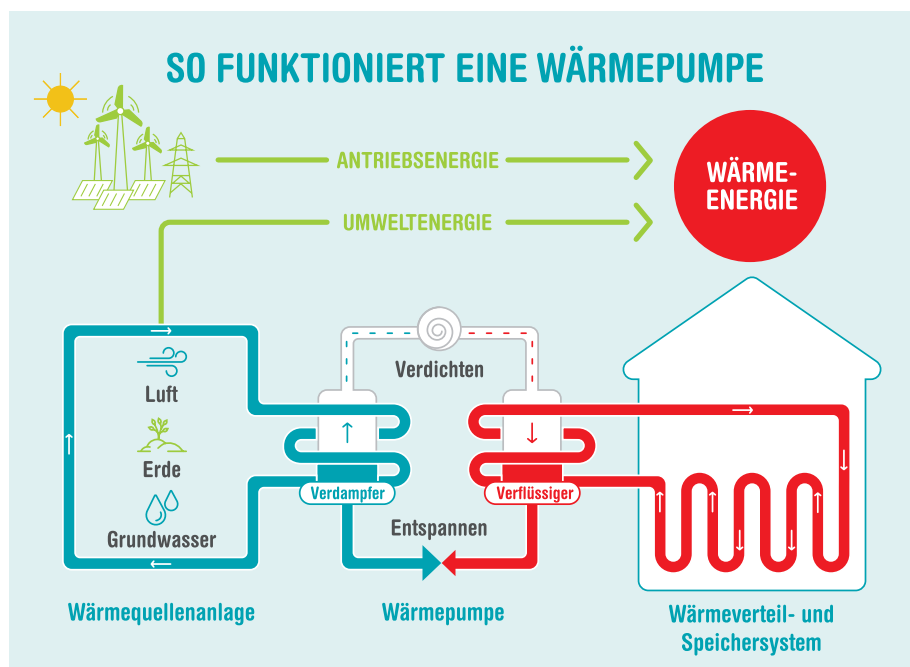 SO FUNKTIONIERT EINE WÄRMEPUMPE
ANTRIEBSENERGIE
WÄRME-
ENERGIE
UMWELTENERGIE
Verdichten
Luft
Erde
Verdampfer
Verflüssiger
Entspannen
Grundwasser
Wärmequellenanlage
Wärmepumpe
Wärmeverteil- und
Speichersystem